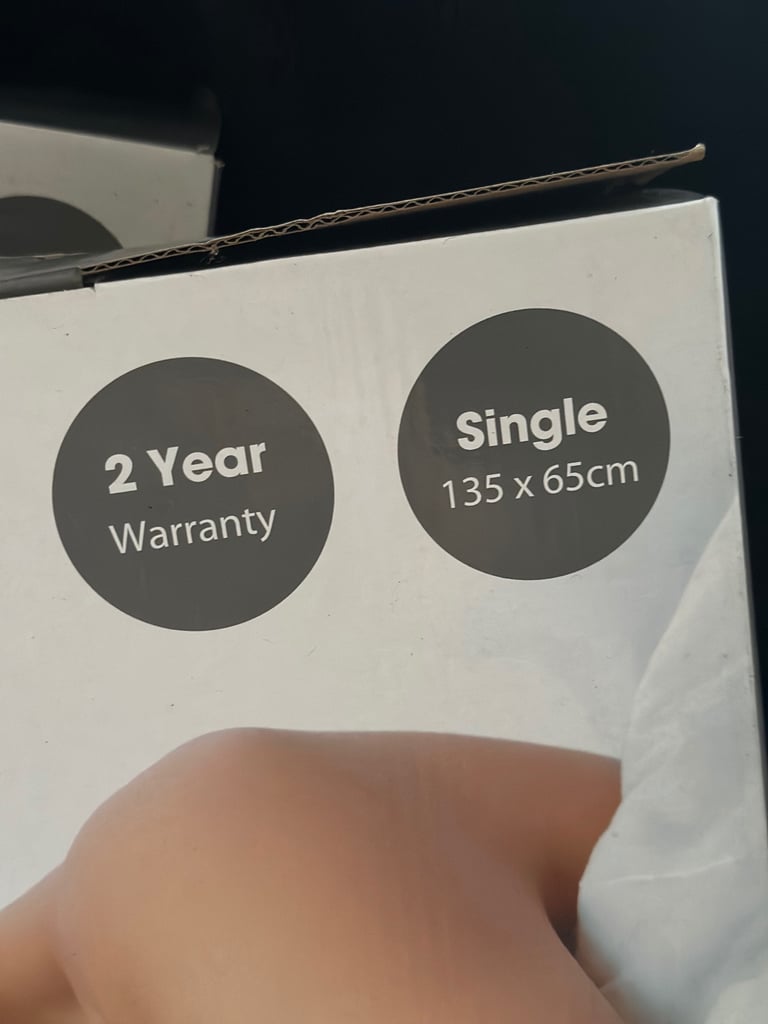 2 Year
Warranty
Single
135 x 65cm